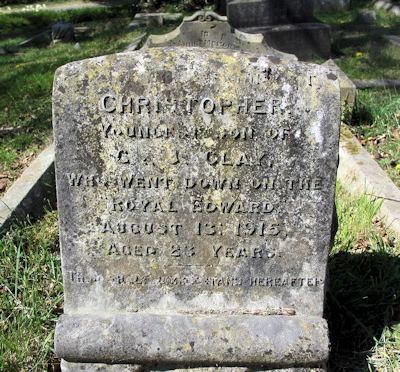 CHRISTOPHER,
YOUNGEST SON OF
G. & J. CLAY,
WHO WENT DOWN ON THE
"ROYAL EDWARD"
AUGUST 13, 1915,
AGED 23 YEARS.
HEREAFTER